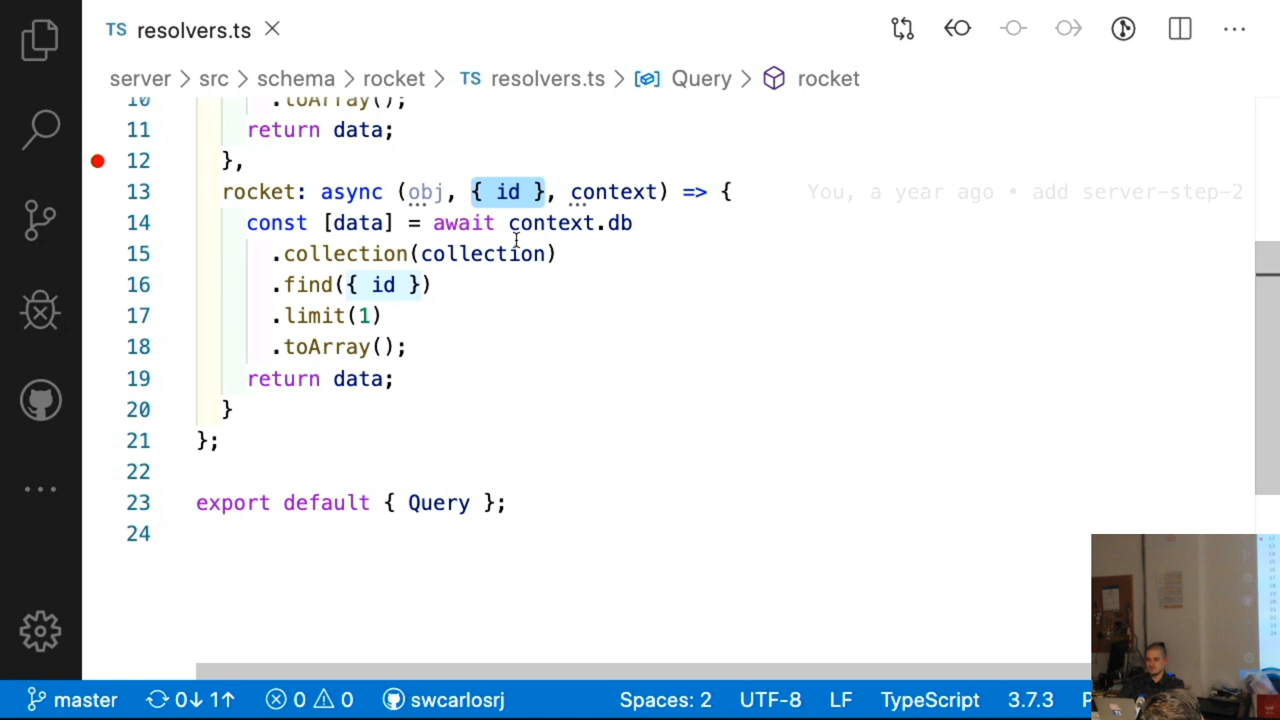 TS resolvers.ts
server > src > schema > rocket > TS resolvers.ts > Query > rocket
10 .toArray();
11 return data;
12 },
13 rocket: async (obj, { id }, context) => { You, a year ago • add server-step-2
14 const [data] = await context.db
15 .collection(collection)
16 .find({ id })
17 .limit(1)
18 .toArray();
19 return data;
20 }
21 };
22
23 export default { Query };
24
master 0↓ 1↑ 0 0 swcarlosrj Spaces: 2 UTF-8 LF TypeScript 3.7.3 P